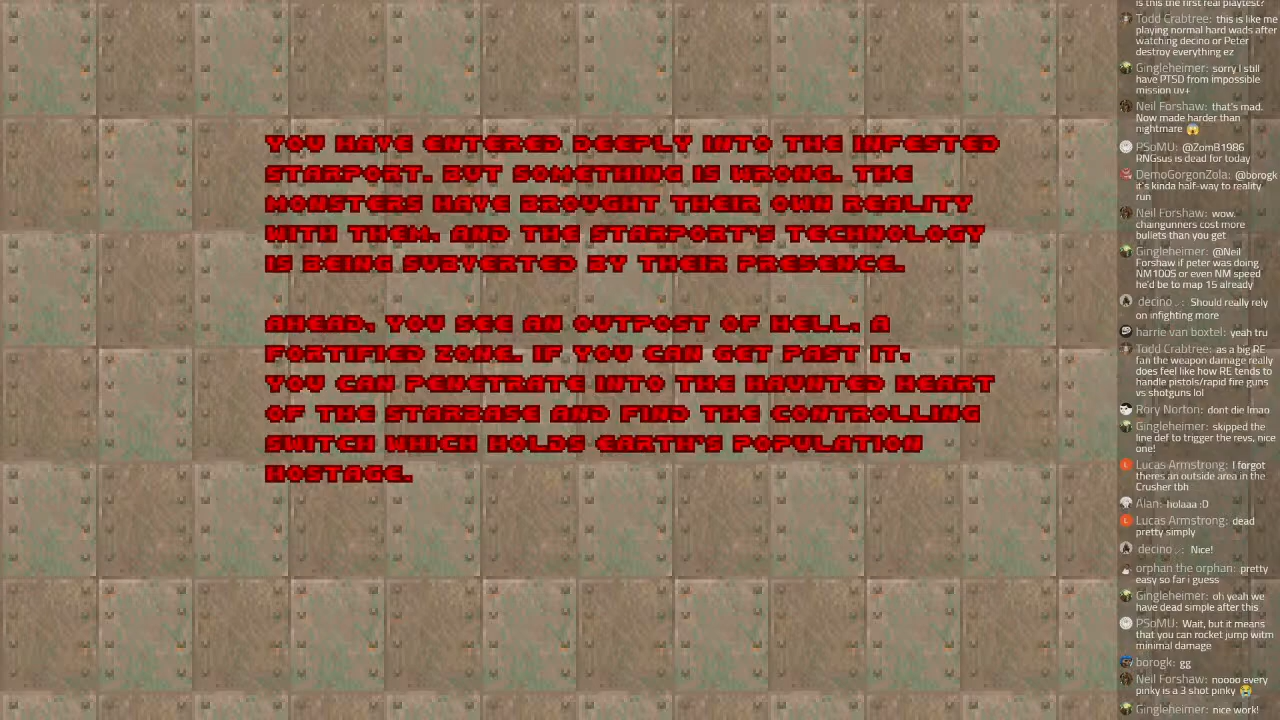 YOU HAVE ENTERED DEEPLY INTO THE INFESTED
STARPORT. BUT SOMETHING IS WRONG. THE
MONSTERS HAVE BROUGHT THEIR OWN REALITY
WITH THEM, AND THE STARPORT'S TECHNOLOGY
IS BEING SUBVERTED BY THEIR PRESENCE.
AHEAD, YOU SEE AN OUTPOST OF HELL, A
FORTIFIED ZONE. IF YOU CAN GET PAST IT,
YOU CAN PENETRATE INTO THE HAUNTED HEART
OF THE STARBASE AND FIND THE CONTROLLING
SWITCH WHICH HOLDS EARTH'S POPULATION
HOSTAGE.
is this the first real playtest?
Todd Crabtree: this is like me
playing normal hard wads after
watching decino or Peter
destroy everything ez
Gingleheimer: sorry I still
have PTSD from impossible
mission uv+
Neil Forshaw: that's mad.
Now made harder than
nightmare 😱
PSoMU: @Zom81986
RNGsus is dead for today
DemoGorgonZola: @borogk
it's kinda half-way to reality
run
Neil Forshaw: wow.
chaingunners cost more
bullets than you get
Gingleheimer: @Neil
Forshaw if peter was doing
NM100S or even NM speed
he'd be to map 15 already
decino . .: Should really rely
on infighting more
harrie van boxtel: yeah tru
Todd Crabtree: as a big RE
fan the weapon damage really
does feel like how RE tends to
handle pistols/rapid fire guns
vs shotguns lol
Rory Norton: dont die lmao
Gingleheimer: skipped the
line def to trigger the revs, nice
one!
Lucas Armstrong: I forgot
theres an outside area in the
Crusher tbh
Alan: holaaa :D
Lucas Armstrong: dead
pretty simply
decino . .: Nice!
orphan the orphan: pretty
easy so far i guess
Gingleheimer: oh yeah we
have dead simple after this
PSoMU: Wait, but it means
that you can rocket jump witm
minimal damage
borogk: gg
Neil Forshaw: noooo every
pinky is a 3 shot pinky 😭
Gingleheimer: nice work!